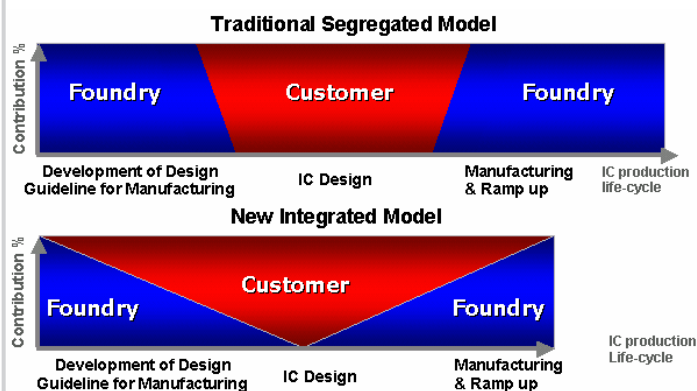 Traditional Segregated Model
Contribution %
Foundry
Customer
Foundry
Development of Design
Guideline for Manufacturing
IC Design
Manufacturing
& Ramp up
IC production
life-cycle
New Integrated Model
Contribution %
Foundry
Customer
Foundry
Development of Design
Guideline for Manufacturing
IC Design
Manufacturing
& Ramp up
IC production
Life-cycle